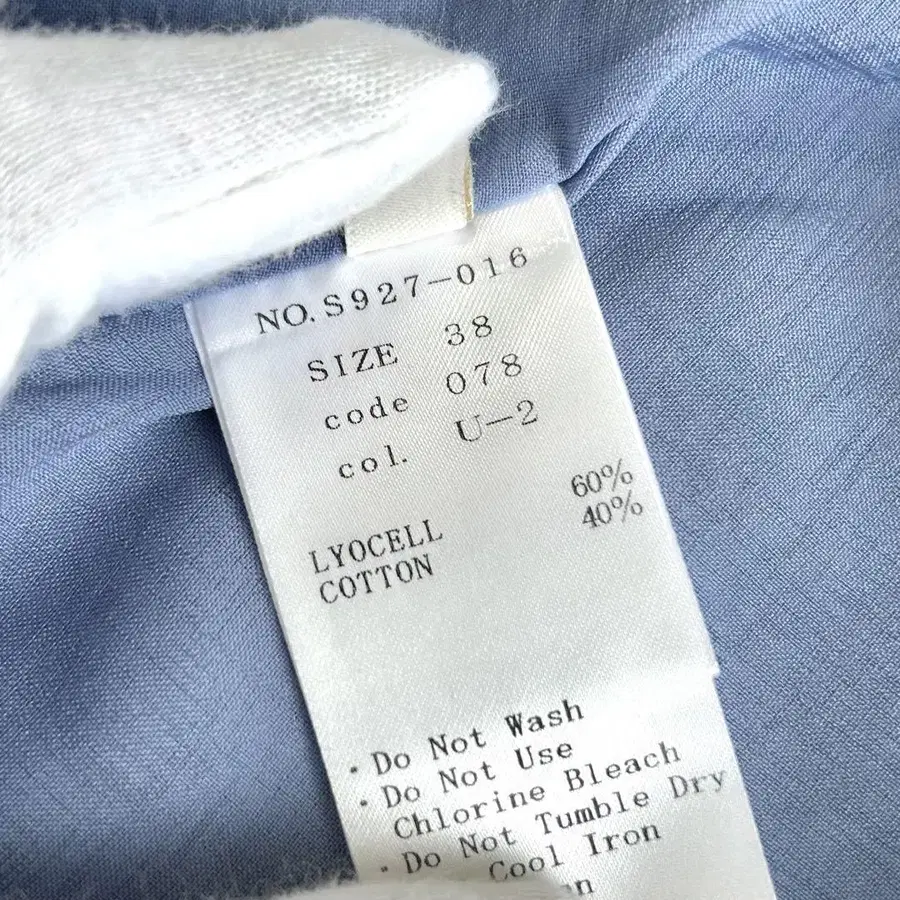 NO. S927-016
SIZE 38
code 078
col. U-2
LYOCELL 60%
COTTON 40%
· Do Not Wash
· Do Not Use
Chlorine Bleach
· Do Not Tumble Dry
Cool Iron